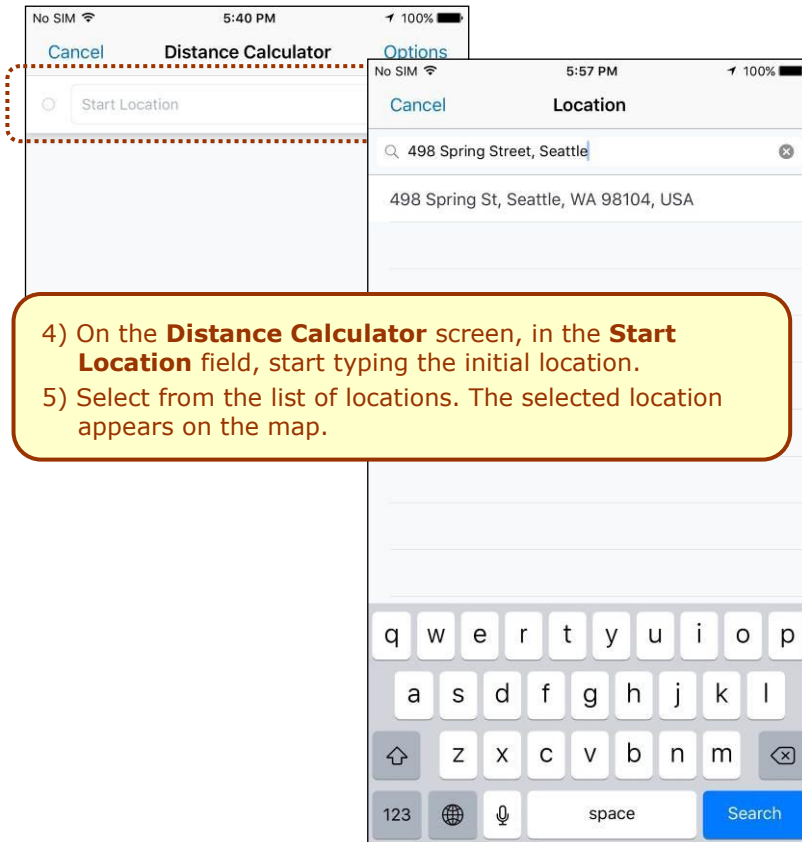 No SIM 5:40 PM 100%
Cancel Distance Calculator Options
Start Location
No SIM 5:57 PM 100%
Cancel Location
498 Spring Street, Seattle
498 Spring St, Seattle, WA 98104, USA
4) On the Distance Calculator screen, in the Start
Location field, start typing the initial location.
5) Select from the list of locations. The selected location
appears on the map.
q w e r t y u i o p
a s d f g h j k l
z x c v b n m
123 space Search